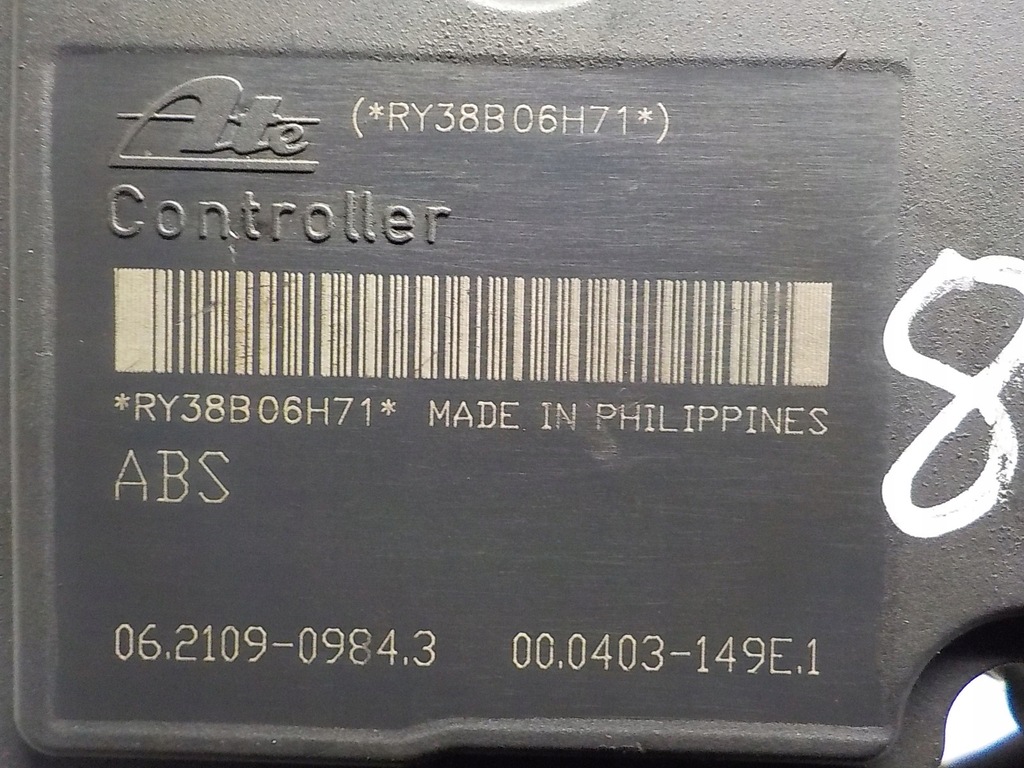 Ate (*RY38B06H71*)
Controller
*RY38B06H71* MADE IN PHILIPPINES
ABS
06.2109-0984.3 00.0403-149E.1
8